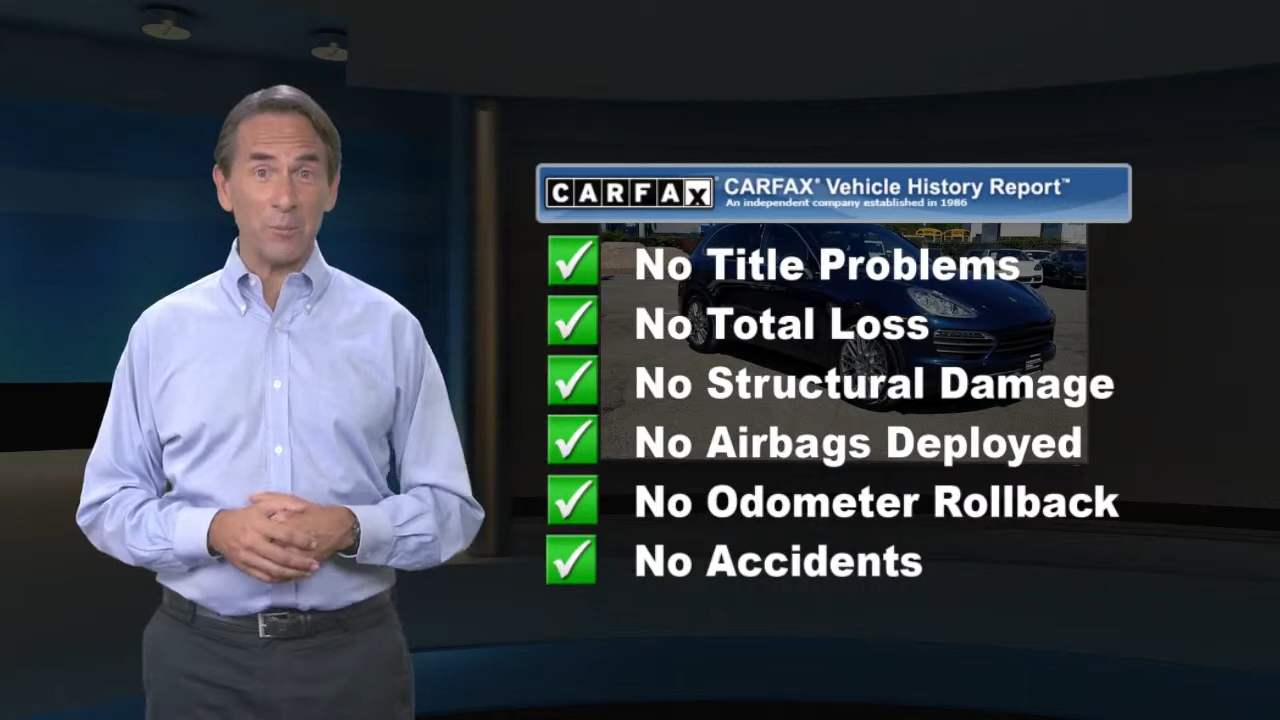 CARFAX
CARFAX® Vehicle History Report™
An independent company established in 1986
No Title Problems
No Total Loss
No Structural Damage
No Airbags Deployed
No Odometer Rollback
No Accidents